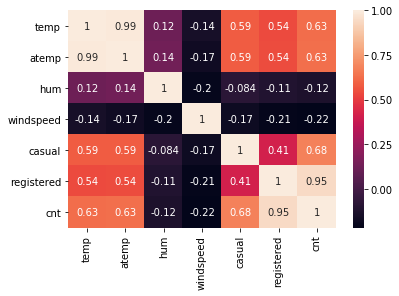 temp 1 0.99 0.12 -0.14 0.59 0.54 0.63
atemp 0.99 1 0.14 -0.17 0.59 0.54 0.63
hum 0.12 0.14 1 -0.2 -0.084 -0.11 -0.12
windspeed -0.14 -0.17 -0.2 1 -0.17 -0.21 -0.22
casual 0.59 0.59 -0.084 -0.17 1 0.41 0.68
registered 0.54 0.54 -0.11 -0.21 0.41 1 0.95
cnt 0.63 0.63 -0.12 -0.22 0.68 0.95 1
temp atemp hum windspeed casual registered cnt
1.00
0.75
0.50
0.25
0.00